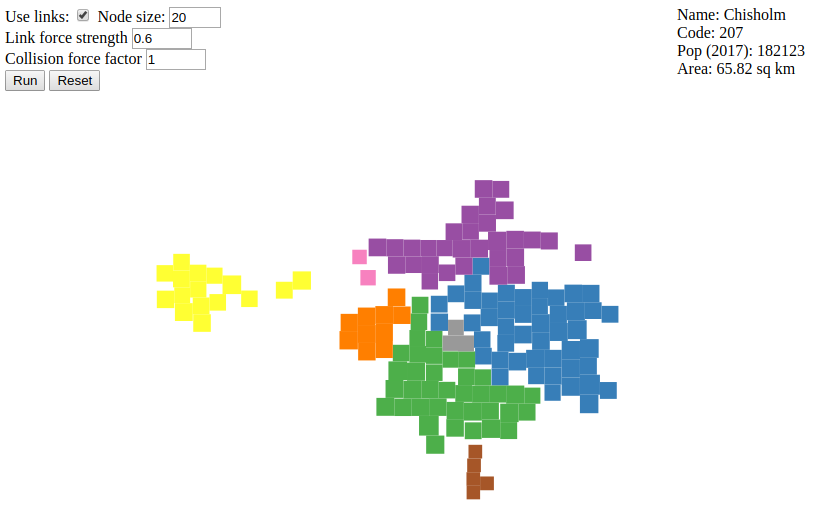 Use links: Node size: 20
Link force strength 0.6
Collision force factor 1
Run Reset
Name: Chisholm
Code: 207
Pop (2017): 182123
Area: 65.82 sq km